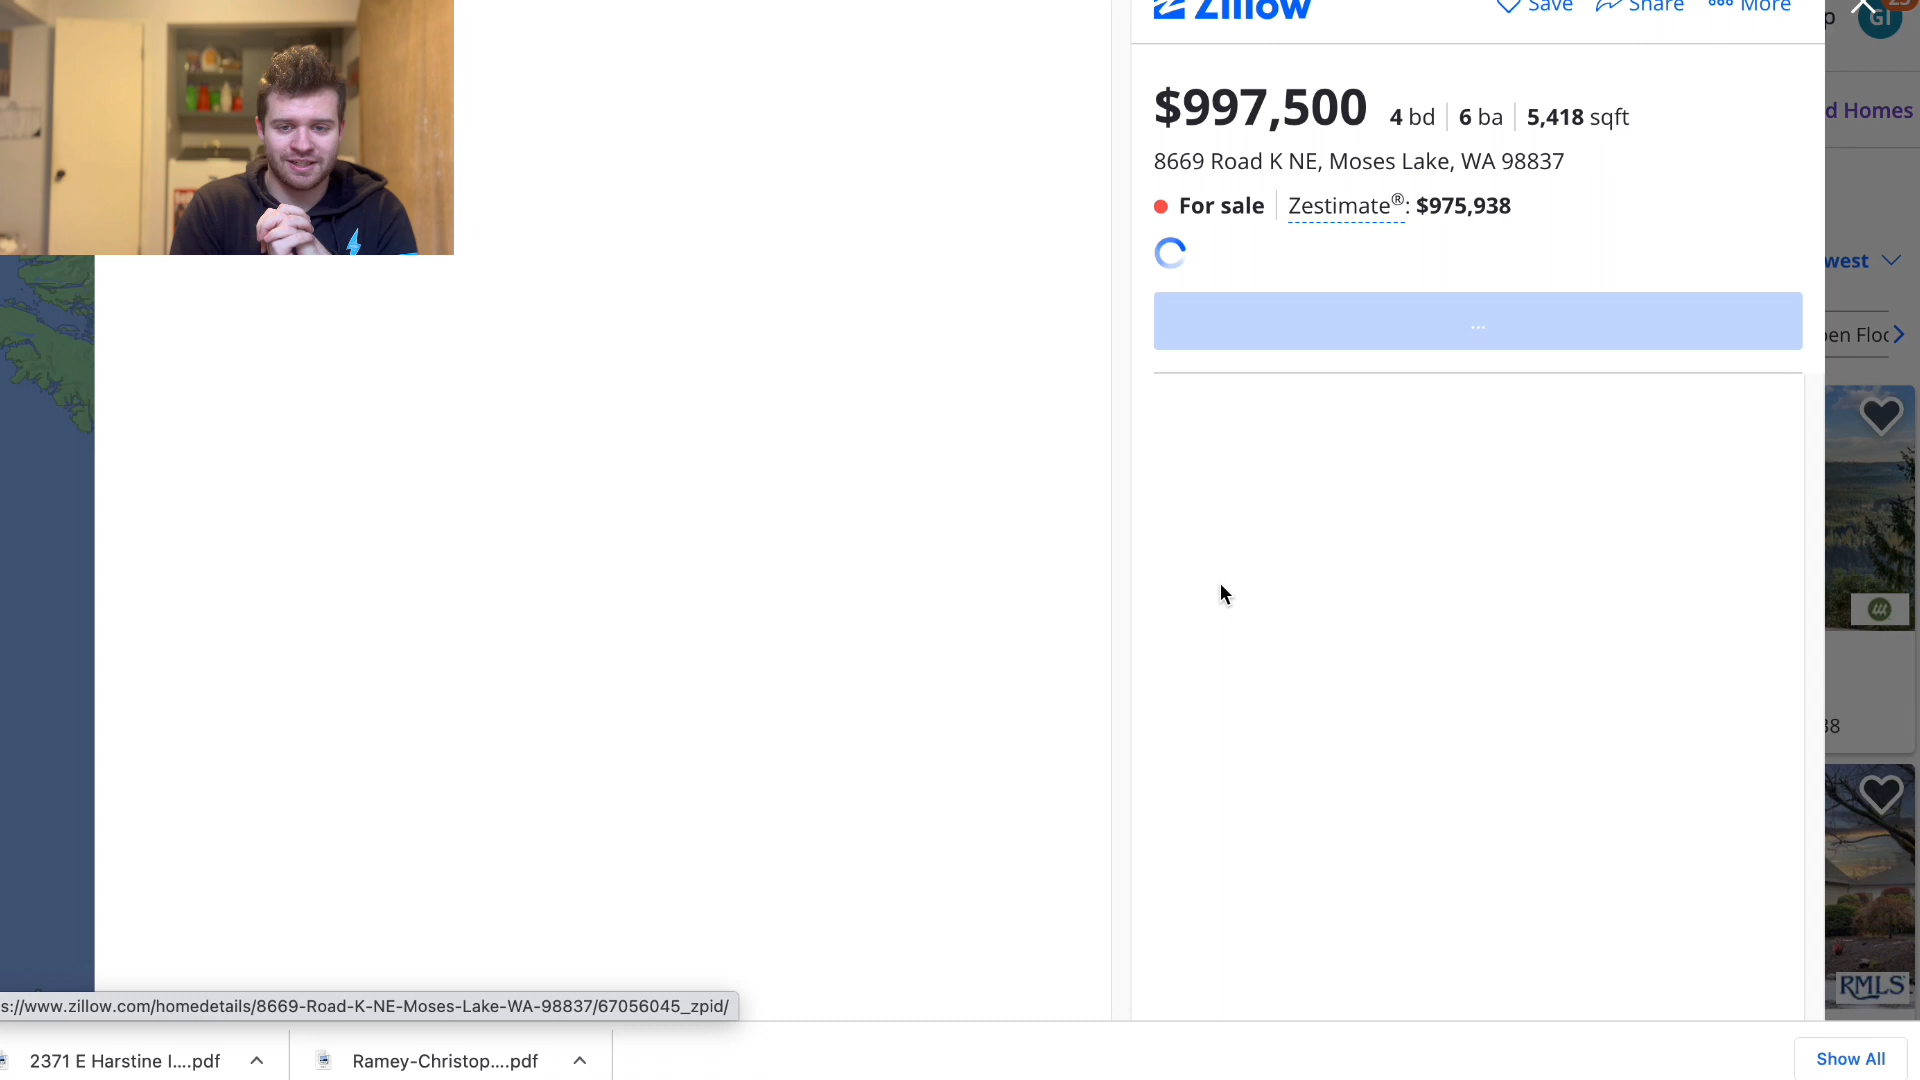 Zillow
Save
Share
More
GI
$997,500 4 bd 6 ba 5,418 sqft
d Homes
8669 Road K NE, Moses Lake, WA 98837
For sale Zestimate®: $975,938
west
...
en Floo
38
RMLS
s://www.zillow.com/homedetails/8669-Road-K-NE-Moses-Lake-WA-98837/67056045_zpid/
2371 E Harstine I....pdf
Ramey-Christop....pdf
Show All